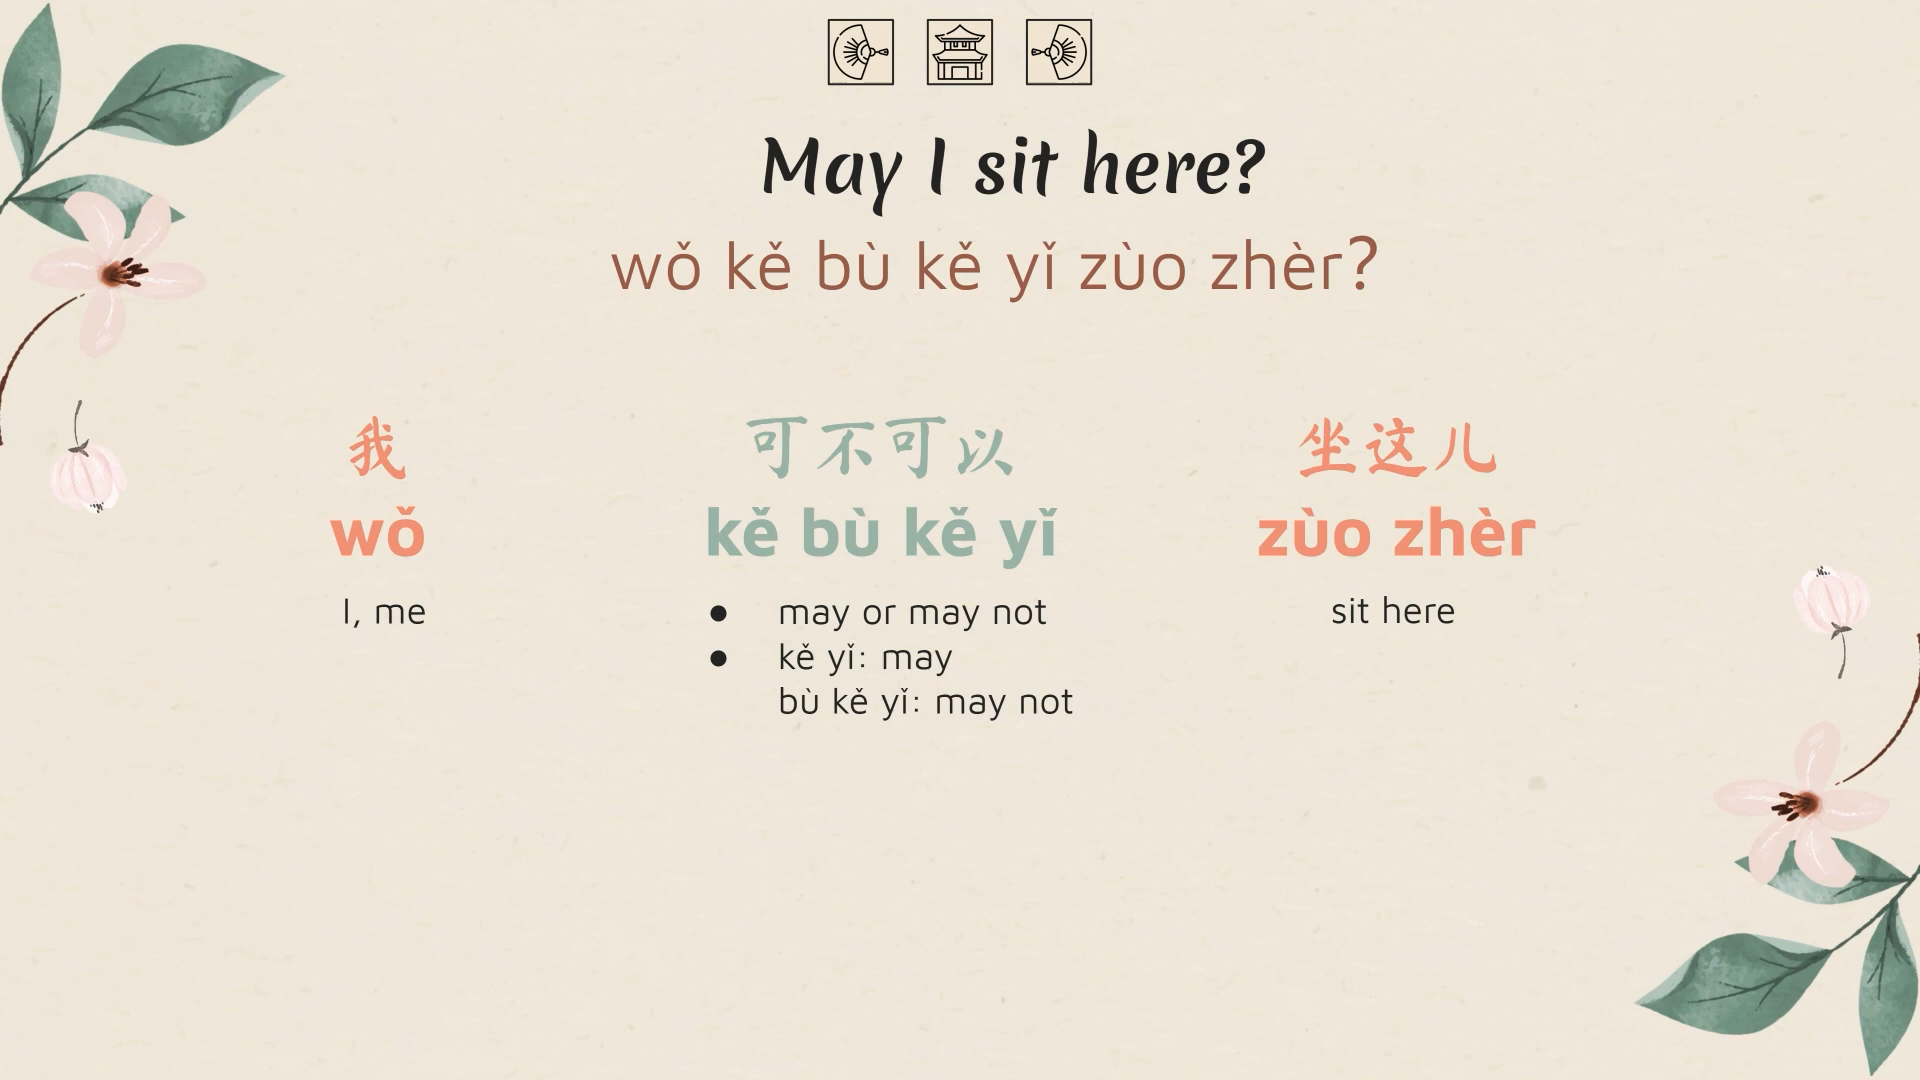 May I sit here?
wǒ kě bù kě yǐ zùo zhèr?
我
wǒ
I, me
可不可以
kě bù kě yǐ
● may or may not
● kě yǐ: may
bù kě yǐ: may not
坐这儿
zùo zhèr
sit here